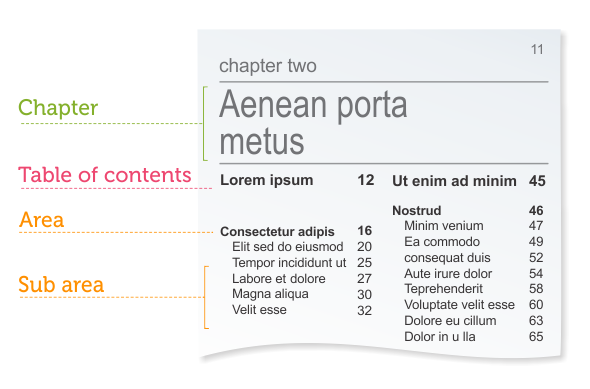 11
chapter two
Chapter
Aenean porta
metus
Table of contents
Lorem ipsum 12
Area
Consectetur adipis 16
Elit sed do eiusmod 20
Tempor incididunt ut 25
Sub area
Labore et dolore 27
Magna aliqua 30
Velit esse 32
Ut enim ad minim 45
Nostrud 46
Minim venium 47
Ea commodo 49
consequat duis 52
Aute irure dolor 54
Teprehenderit 58
Voluptate velit esse 60
Dolore eu cillum 63
Dolor in u lla 65